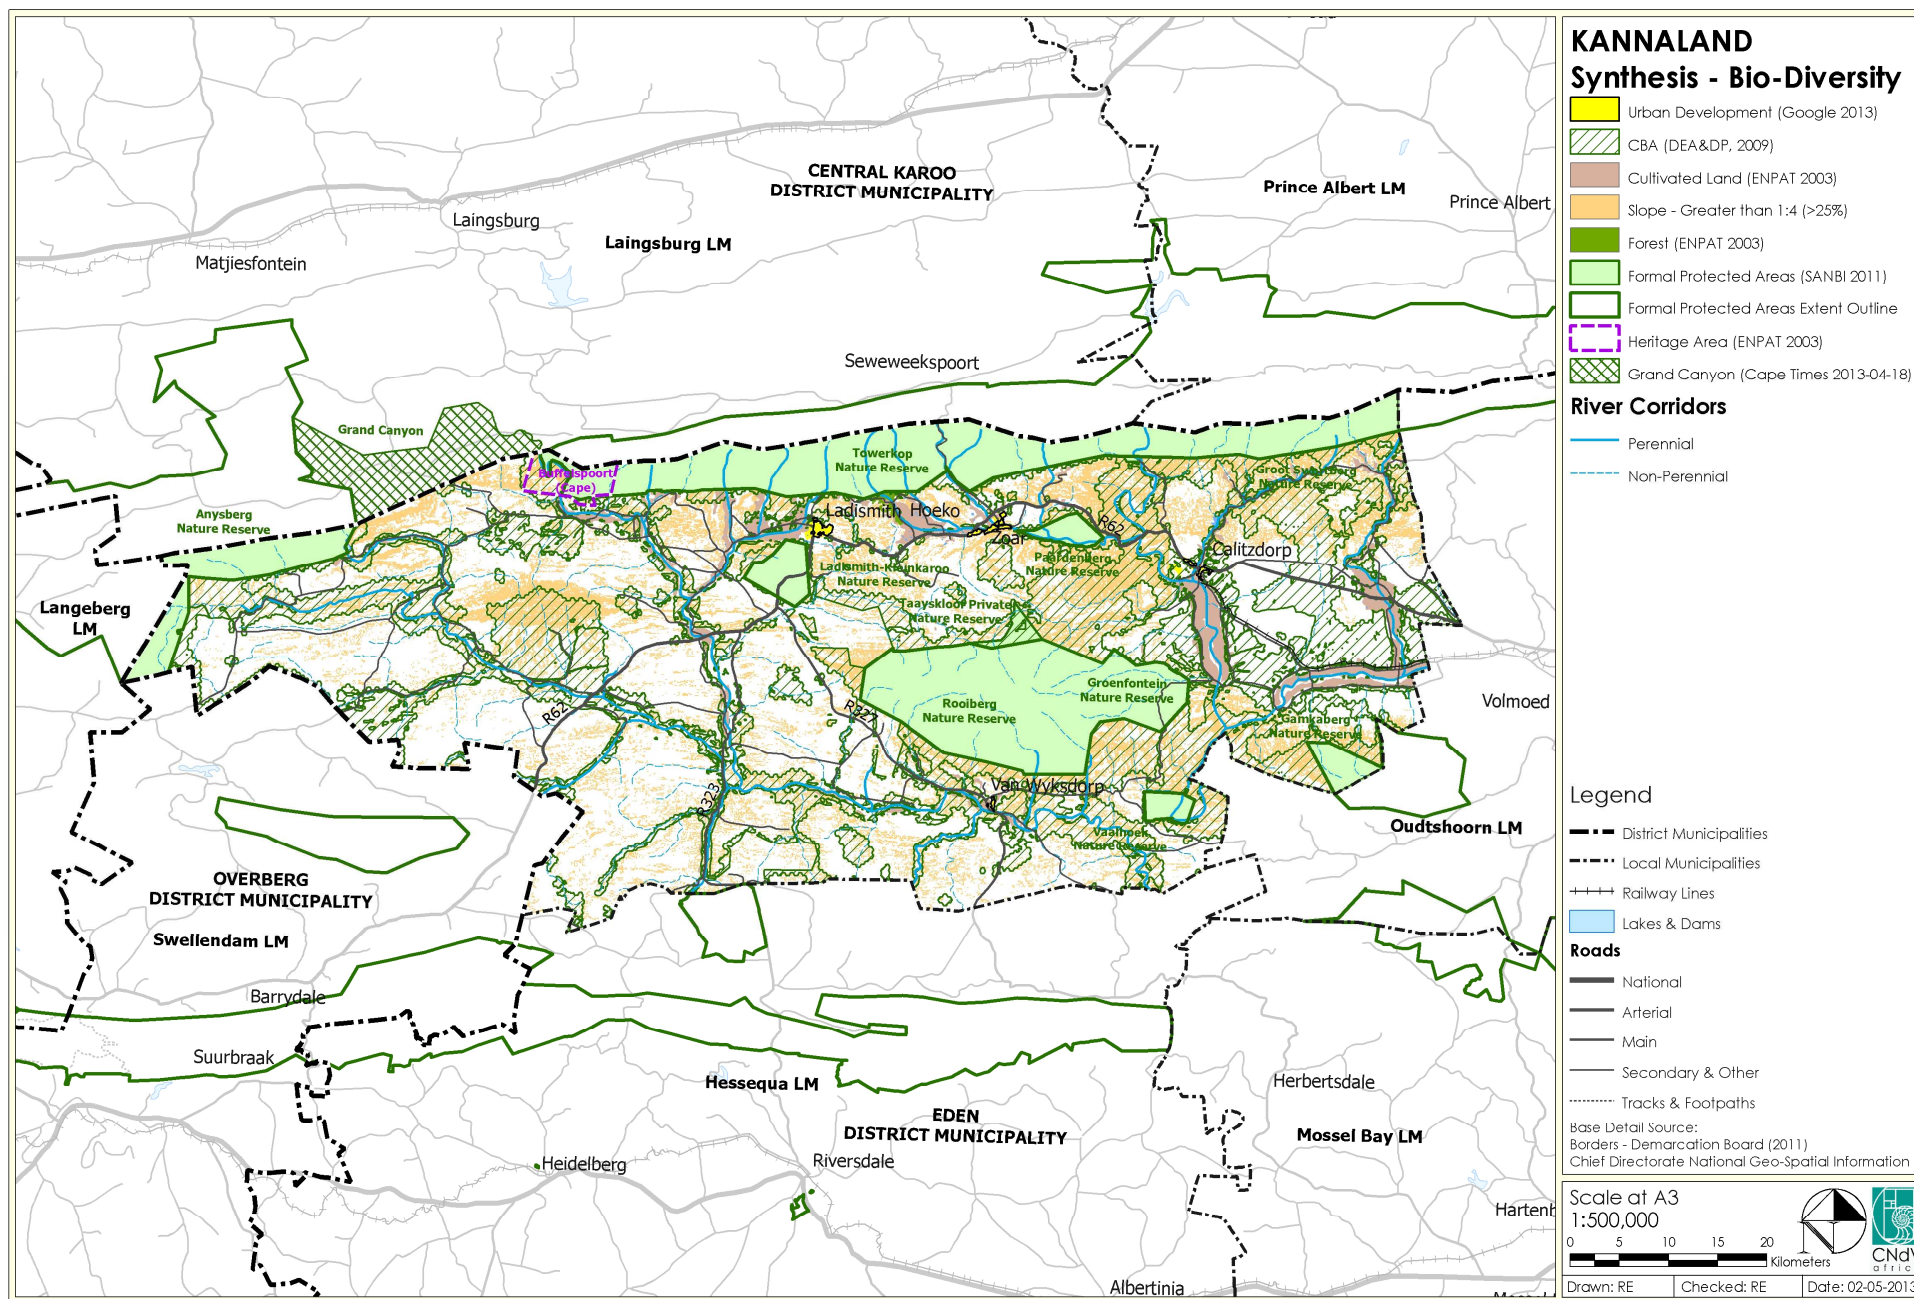 KANNALAND
Synthesis - Bio-Diversity
Urban Development (Google 2013)
CBA (DEA&DP, 2009)
Cultivated Land (ENPAT 2003)
Slope - Greater than 1:4 (>25%)
Forest (ENPAT 2003)
Formal Protected Areas (SANBI 2011)
Formal Protected Areas Extent Outline
Heritage Area (ENPAT 2003)
Grand Canyon (Cape Times 2013-04-18)
River Corridors
Perennial
Non-Perennial
Legend
District Municipalities
Local Municipalities
Railway Lines
Lakes & Dams
Roads
National
Arterial
Main
Secondary & Other
Tracks & Footpaths
Base Detail Source:
Borders - Demarcation Board (2011)
Chief Directorate National Geo-Spatial Information
Scale at A3
1:500,000
0 5 10 15 20
Kilometers
CNdV
afric
Drawn: RE
Checked: RE
Date: 02-05-2013
CENTRAL KAROO
DISTRICT MUNICIPALITY
Prince Albert LM
Prince Albert
Laingsburg
Laingsburg LM
Matjiesfontein
Seweweekspoort
Grand Canyon
Towerkop
Nature Reserve
Buffelspoort
(Cape)
Groot Swartberg
Nature Reserve
Anysberg
Nature Reserve
Ladismith
Hoeko
Zoar
R62
Calitzdorp
Paardenberg
Nature Reserve
Ladismith-Kleinkaroo
Nature Reserve
Langeberg
LM
Taayskloof Private
Nature Reserve
Groenfontein
Nature Reserve
Rooiberg
Nature Reserve
R62
R327
Volmoed
Gamkaberg
Nature Reserve
Van Wyksdorp
R323
Vaalhoek
Nature Reserve
Oudtshoorn LM
OVERBERG
DISTRICT MUNICIPALITY
Swellendam LM
Barrydale
Suurbraak
Hessequa LM
Herbertsdale
EDEN
DISTRICT MUNICIPALITY
Mossel Bay LM
Heidelberg
Riversdale
Hartenb
Albertinia